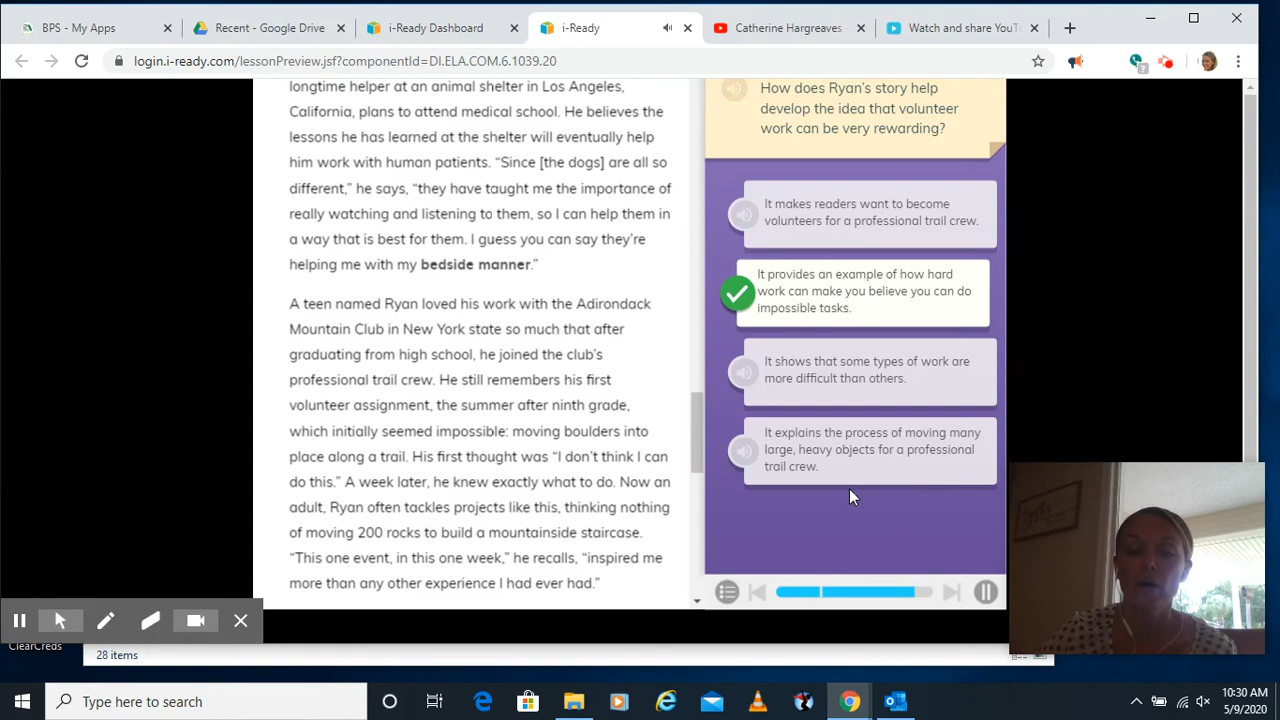 BPS - My Apps
Recent - Google Drive
i-Ready Dashboard
i-Ready
Catherine Hargreaves -
Watch and share YouT
login.i-ready.com/lessonPreview.jsf?componentId=DLELA.COM.6.1039.20
longtime helper at an animal shelter in Los Angeles,
California, plans to attend medical school. He believes the
lessons he has learned at the shelter will eventually help
him work with human patients. “Since [the dogs] are all so
different,” he says, “they have taught me the importance of
really watching and listening to them, so I can help them in
a way that is best for them. I guess you can say they’re
helping me with my bedside manner.”
A teen named Ryan loved his work with the Adirondack
Mountain Club in New York state so much that after
graduating from high school, he joined the club’s
professional trail crew. He still remembers his first
volunteer assignment, the summer after ninth grade,
which initially seemed impossible: moving boulders into
place along a trail. His first thought was “I don’t think I can
do this.” A week later, he knew exactly what to do. Now an
adult, Ryan often tackles projects like this, thinking nothing
of moving 200 rocks to build a mountainside staircase.
“This one event, in this one week,” he recalls, “inspired me
more than any other experience I had ever had.”
How does Ryan’s story help
develop the idea that volunteer
work can be very rewarding?
It makes readers want to become
volunteers for a professional trail crew.
It provides an example of how hard
work can make you believe you can do
impossible tasks.
It shows that some types of work are
more difficult than others.
It explains the process of moving many
large, heavy objects for a professional
trail crew.
ClearCreds
28 items
Type here to search
10:30 AM
5/9/2020